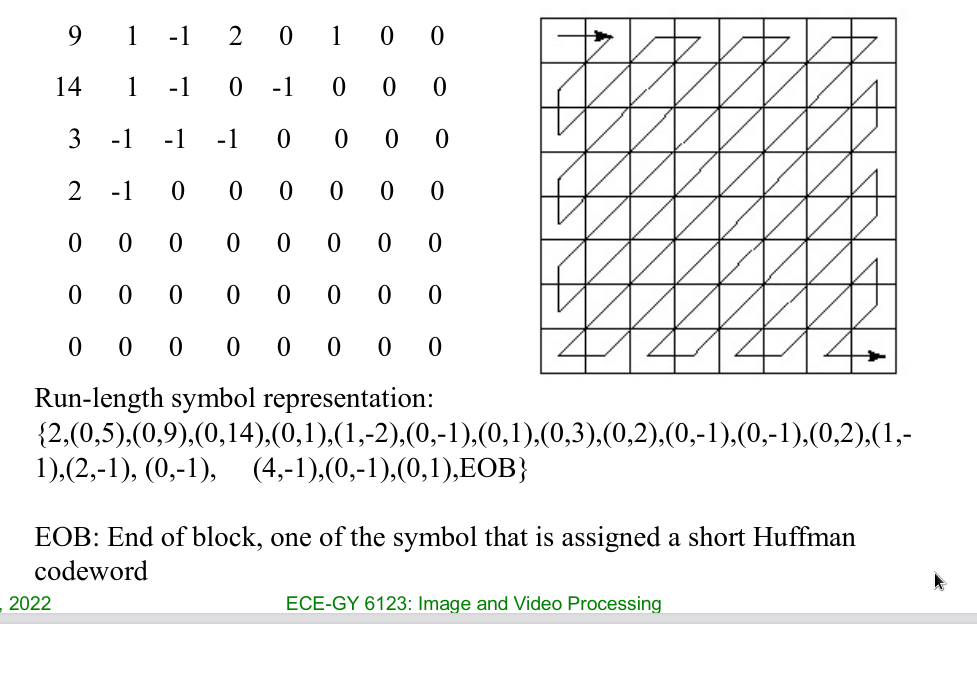 9 1 -1 2 0 1 0 0
14 1 -1 0 -1 0 0 0
3 -1 -1 -1 0 0 0 0
2 -1 0 0 0 0 0 0
0 0 0 0 0 0 0 0
0 0 0 0 0 0 0 0
0 0 0 0 0 0 0 0
Run-length symbol representation:
{2,(0,5),(0,9),(0,14),(0,1),(1,-2),(0,-1),(0,1),(0,3),(0,2),(0,-1),(0,-1),(0,2),(1,-
1),(2,-1), (0,-1), (4,-1),(0,-1),(0,1),EOB}
EOB: End of block, one of the symbol that is assigned a short Huffman
codeword
, 2022 ECE-GY 6123: Image and Video Processing